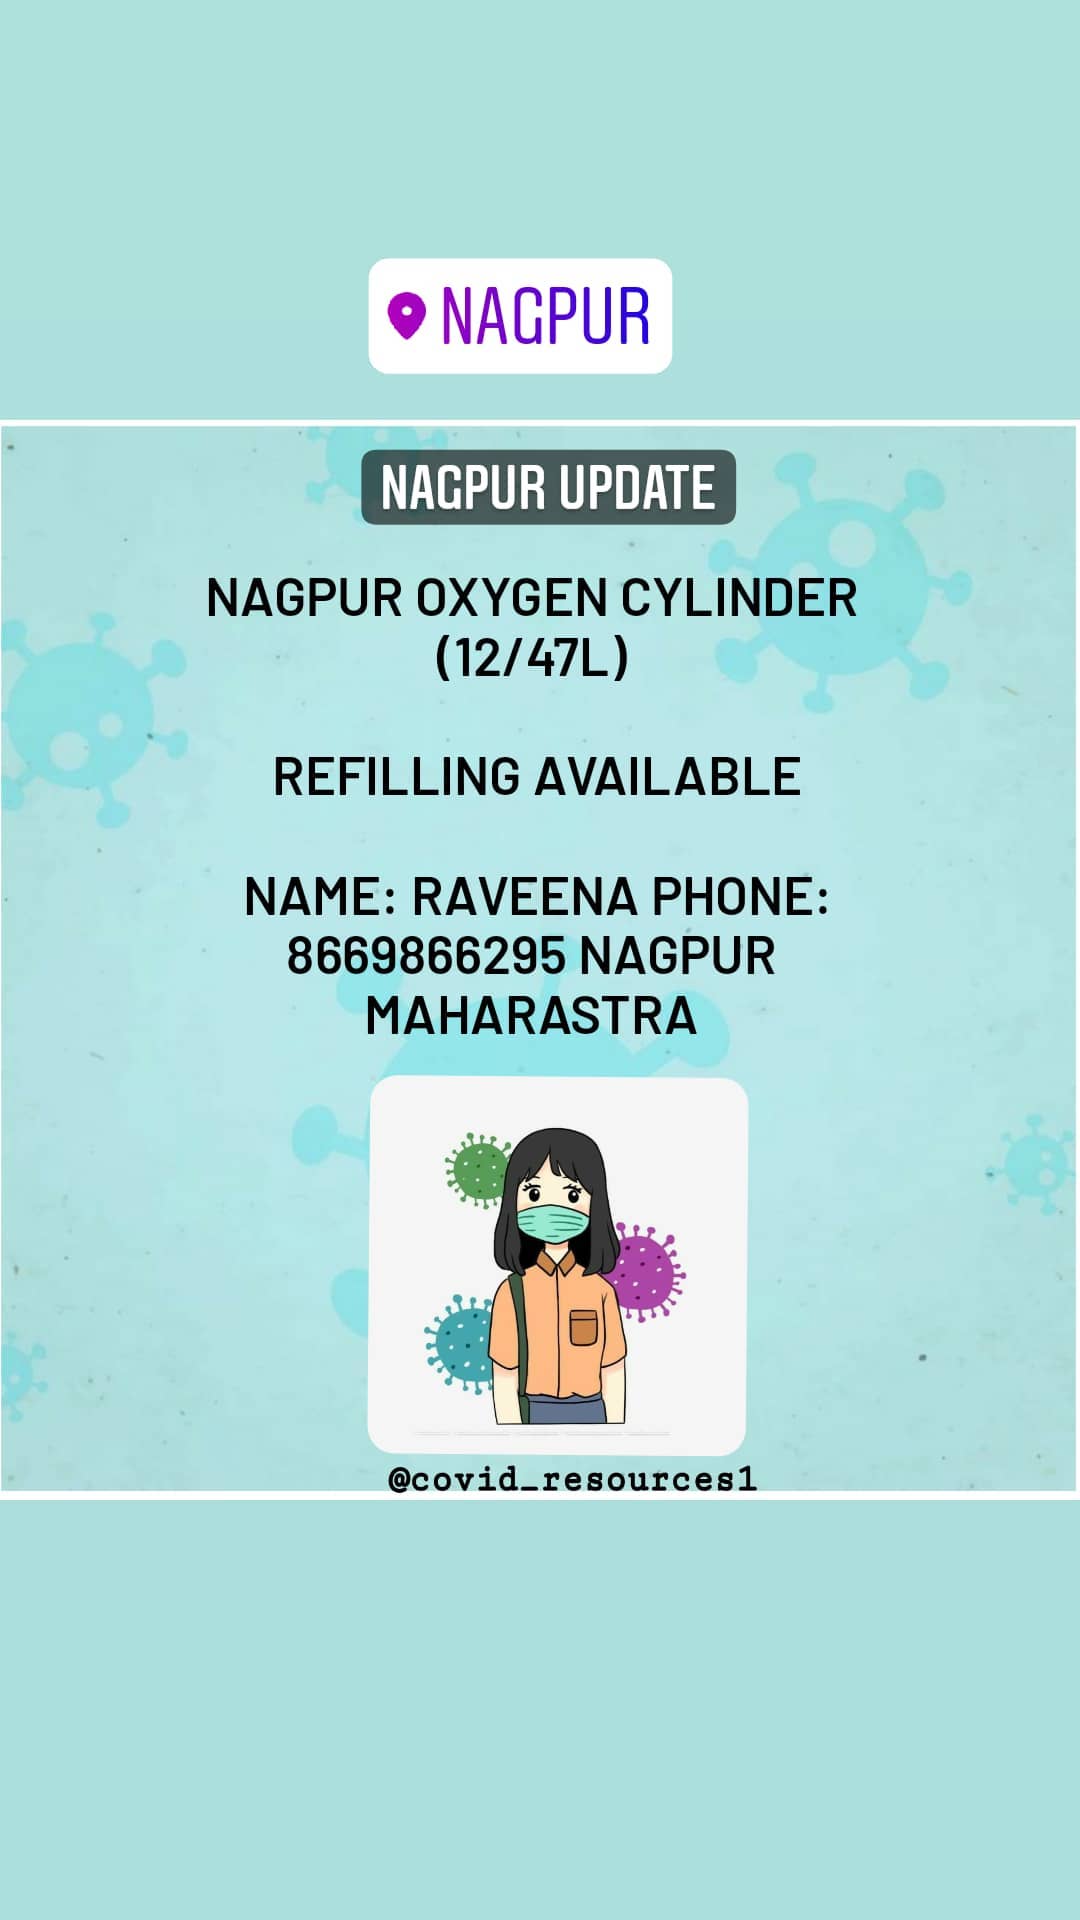 NAGPUR
NAGPUR UPDATE
NAGPUR OXYGEN CYLINDER
(12/47L)
REFILLING AVAILABLE
NAME: RAVEENA PHONE:
8669866295 NAGPUR
MAHARASTRA
@covid_resources1